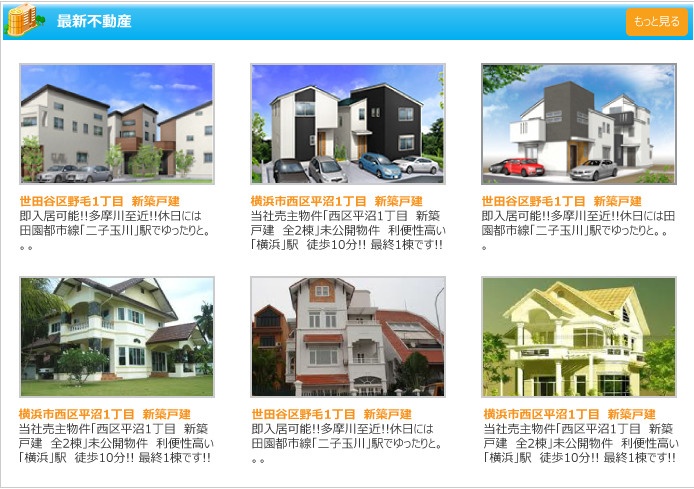 最新不動産
もっと見る
世田谷区野毛1丁目 新築戸建
即入居可能!!多摩川至近!!休日には
田園都市線｢二子玉川｣駅でゆったりと。
。。
横浜市西区平沼1丁目 新築戸建
当社売主物件｢西区平沼1丁目 新築
戸建 全2棟｣未公開物件 利便性高い
｢横浜｣駅 徒歩10分!! 最終1棟です!!
世田谷区野毛1丁目 新築戸建
即入居可能!!多摩川至近!!休日には田
園都市線｢二子玉川｣駅でゆったりと。。
。
横浜市西区平沼1丁目 新築戸建
当社売主物件｢西区平沼1丁目 新築
戸建 全2棟｣未公開物件 利便性高い
｢横浜｣駅 徒歩10分!! 最終1棟です!!
世田谷区野毛1丁目 新築戸建
即入居可能!!多摩川至近!!休日には
田園都市線｢二子玉川｣駅でゆったりと。
。。
横浜市西区平沼1丁目 新築戸建
当社売主物件｢西区平沼1丁目 新築
戸建 全2棟｣未公開物件 利便性高い
｢横浜｣駅 徒歩10分!! 最終1棟です!!